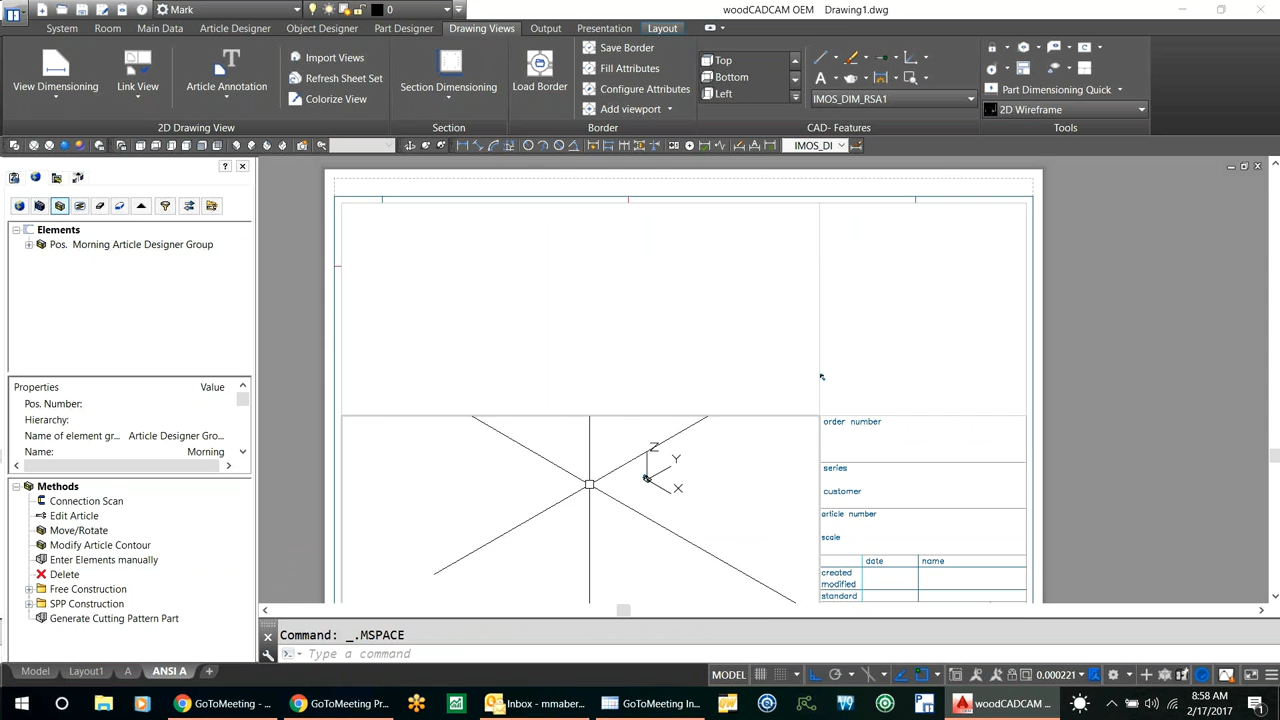 Mark
0
woodCADCAM OEM Drawing1.dwg
System Room Main Data Article Designer Object Designer Part Designer Drawing Views Output Presentation Layout
View Dimensioning
Link View
Article Annotation
Import Views
Refresh Sheet Set
Colorize View
2D Drawing View
Section Dimensioning
Section
Load Border
Save Border
Fill Attributes
Configure Attributes
Add viewport
Border
Top
Bottom
Left
IMOS_DIM_RSA1
CAD- Features
Part Dimensioning Quick
2D Wireframe
Tools
IMOS_DI
Elements
Pos. Morning Article Designer Group
Properties Value
Pos. Number:
Hierarchy:
Name of element gr... Article Designer Gro...
Name: Morning
Methods
Connection Scan
Edit Article
Move/Rotate
Modify Article Contour
Enter Elements manually
Delete
Free Construction
SPP Construction
Generate Cutting Pattern Part
Z
Y
X
order number
series
customer
article number
scale
date name
created
modified
standard
Command: _.MSPACE
Type a command
Model Layout1 A ANSI A +
MODEL
0.000221
GoToMeeting - ...
GoToMeeting Pr...
Inbox - mmaber...
GoToMeeting In...
woodCADCAM ...
8:58 AM
2/17/2017